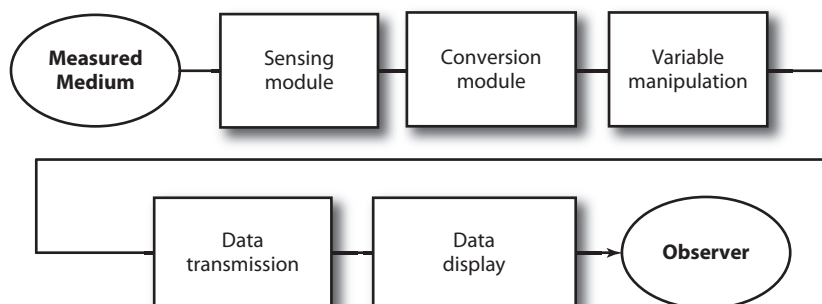 Measured
Medium
Sensing
module
Conversion
module
Variable
manipulation
Data
transmission
Data
display
Observer